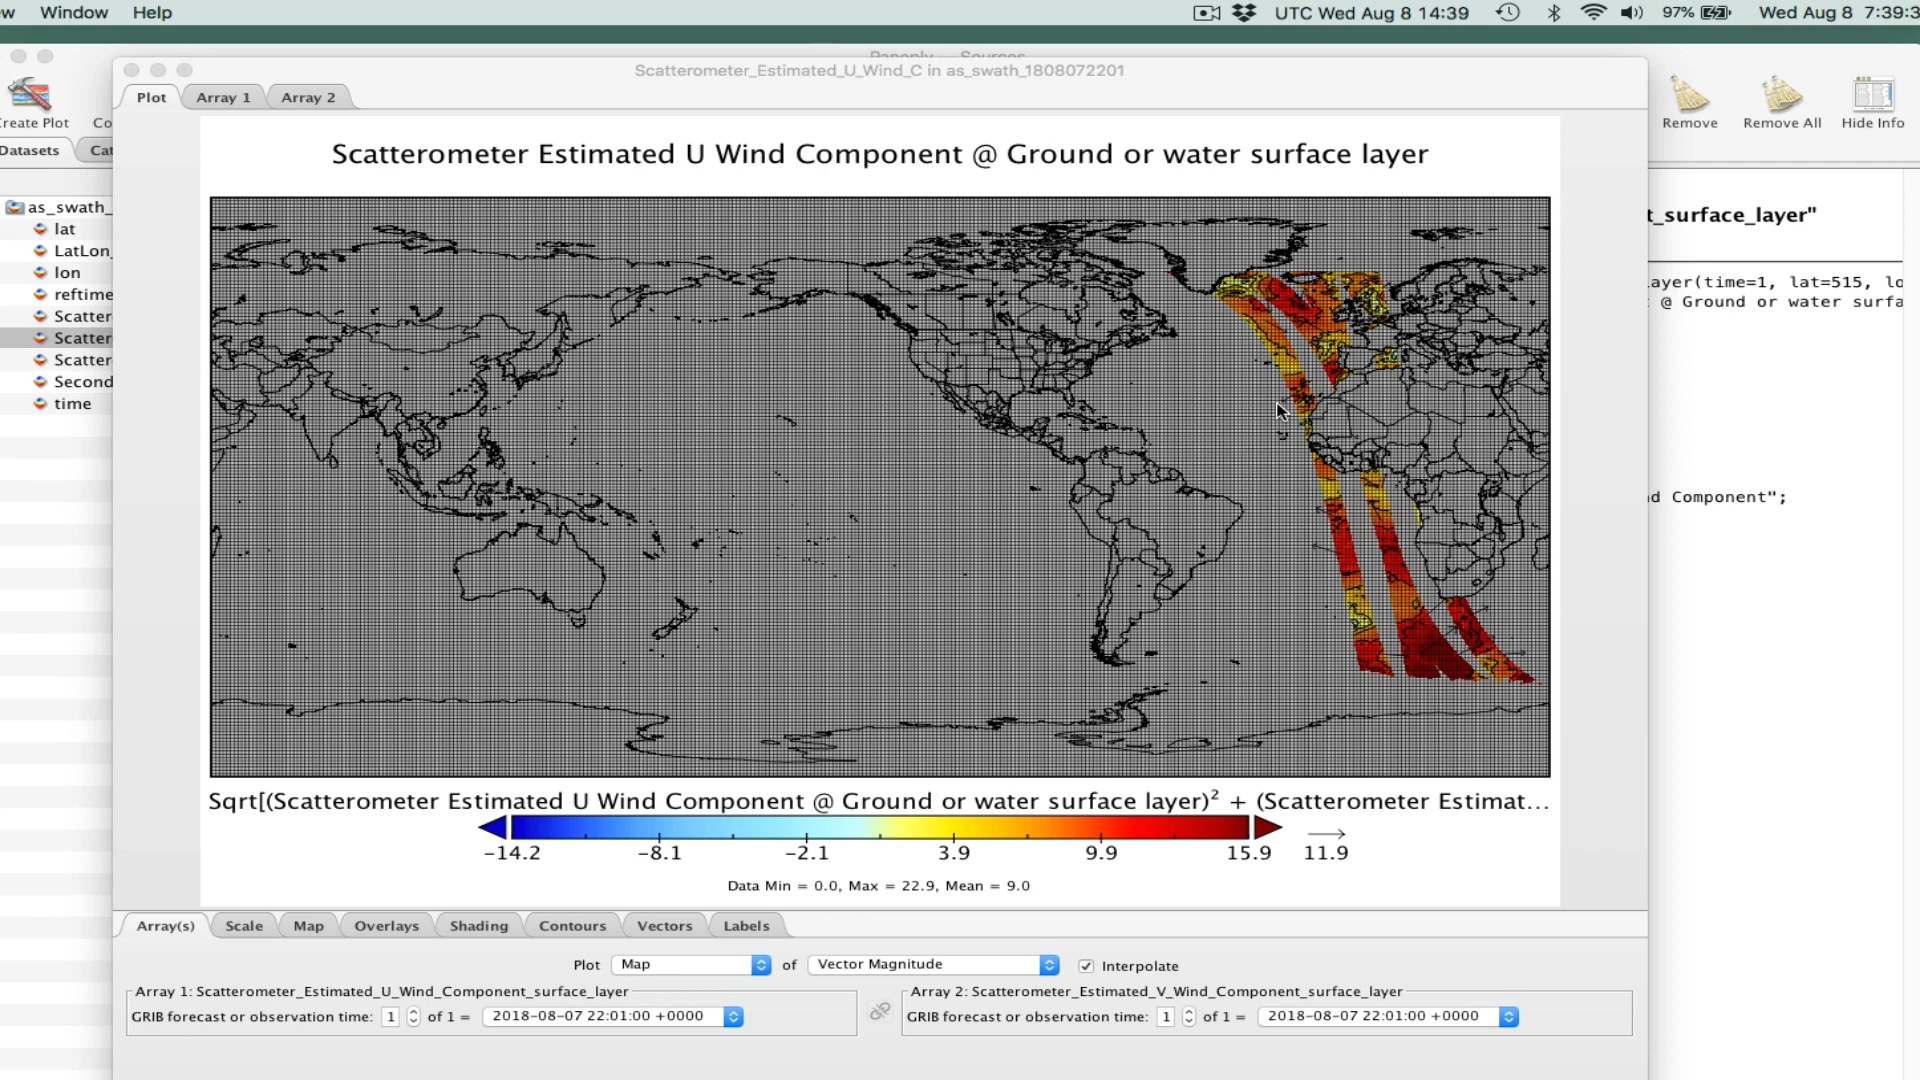 Window Help UTC Wed Aug 8 14:39 97% Wed Aug 8 7:39:3
Scatterometer_Estimated_U_Wind_C in as_swath_1808072201
Plot Array 1 Array 2
reate Plot Co Remove Remove All Hide Info
Datasets Cat
Scatterometer Estimated U Wind Component @ Ground or water surface layer
as_swath_
lat
LatLon_
lon
reftime
Scatter
Scatter
Scatter
Second
time
t_surface_layer"
ayer(time=1, lat=515, lo
@ Ground or water surfa
d Component";
Sqrt[(Scatterometer Estimated U Wind Component @ Ground or water surface layer)² + (Scatterometer Estimat...
−14.2 −8.1 −2.1 3.9 9.9 15.9 11.9
Data Min = 0.0, Max = 22.9, Mean = 9.0
Array(s) Scale Map Overlays Shading Contours Vectors Labels
Plot Map of Vector Magnitude Interpolate
Array 1: Scatterometer_Estimated_U_Wind_Component_surface_layer
GRIB forecast or observation time: 1 of 1 = 2018-08-07 22:01:00 +0000
Array 2: Scatterometer_Estimated_V_Wind_Component_surface_layer
GRIB forecast or observation time: 1 of 1 = 2018-08-07 22:01:00 +0000